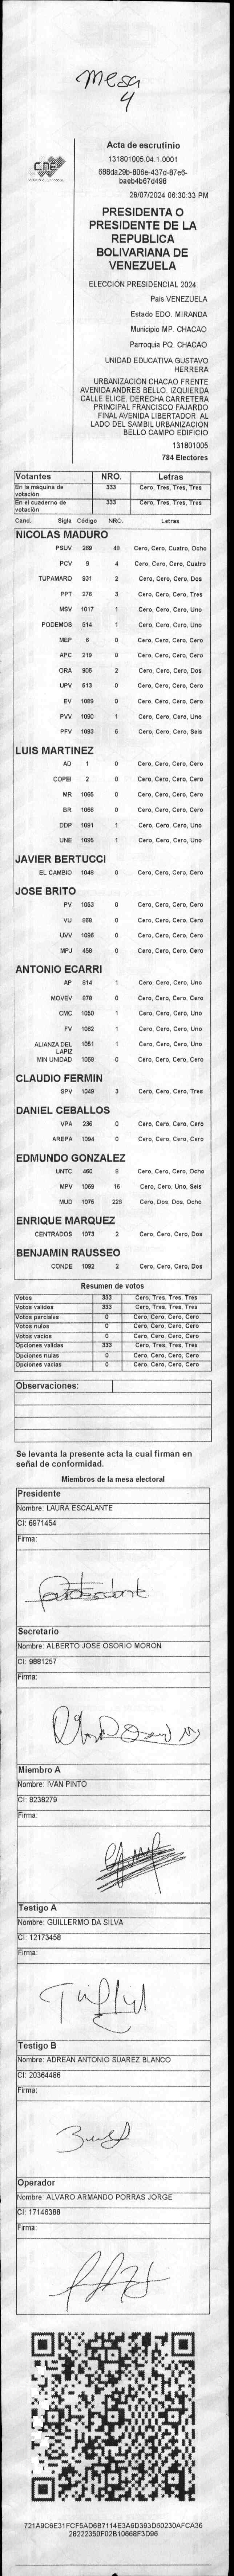 mesa
4
CNE
Acta de escrutinio
131801005.04.1.0001
688da29b-806e-437d-87e6-
baeb4b67d498
28/07/2024 06:30:33 PM
PRESIDENTA O
PRESIDENTE DE LA
REPUBLICA
BOLIVARIANA DE
VENEZUELA
ELECCIÓN PRESIDENCIAL 2024
País VENEZUELA
Estado EDO. MIRANDA
Municipio MP. CHACAO
Parroquia PQ. CHACAO
UNIDAD EDUCATIVA GUSTAVO
HERRERA
URBANIZACIÓN CHACAO FRENTE
AVENIDA ANDRES BELLO. IZQUIERDA
CALLE ELICE. DERECHA CARRETERA
PRINCIPAL FRANCISCO FAJARDO
FINAL AVENIDA LIBERTADOR AL
LADO DEL SAMBIL URBANIZACION
BELLO CAMPO EDIFICIO
131801005
784 Electores
Votantes NRO. Letras
En la máquina de votación 333 Cero, Tres, Tres, Tres
En el cuaderno de votación 333 Cero, Tres, Tres, Tres
Cand. Sigla Código NRO. Letras
NICOLAS MADURO
PSUV 269 48 Cero, Cero, Cuatro, Ocho
PCV 9 4 Cero, Cero, Cero, Cuatro
TUPAMARO 931 2 Cero, Cero, Cero, Dos
PPT 276 3 Cero, Cero, Cero, Tres
MSV 1017 1 Cero, Cero, Cero, Uno
PODEMOS 514 1 Cero, Cero, Cero, Uno
MEP 6 0 Cero, Cero, Cero, Cero
APC 219 0 Cero, Cero, Cero, Cero
ORA 906 2 Cero, Cero, Cero, Dos
UPV 613 0 Cero, Cero, Cero, Cero
EV 1089 0 Cero, Cero, Cero, Cero
PVV 1090 1 Cero, Cero, Cero, Uno
PFV 1093 6 Cero, Cero, Cero, Seis
LUIS MARTINEZ
AD 1 0 Cero, Cero, Cero, Cero
COPEI 2 0 Cero, Cero, Cero, Cero
MR 1065 0 Cero, Cero, Cero, Cero
BR 1066 0 Cero, Cero, Cero, Cero
DDP 1091 1 Cero, Cero, Cero, Uno
UNE 1095 1 Cero, Cero, Cero, Uno
JAVIER BERTUCCI
EL CAMBIO 1048 0 Cero, Cero, Cero, Cero
JOSE BRITO
PV 1053 0 Cero, Cero, Cero, Cero
VU 868 0 Cero, Cero, Cero, Cero
UVV 1096 0 Cero, Cero, Cero, Cero
MPJ 458 0 Cero, Cero, Cero, Cero
ANTONIO ECARRI
AP 814 1 Cero, Cero, Cero, Uno
MOVEV 878 0 Cero, Cero, Cero, Cero
CMC 1050 1 Cero, Cero, Cero, Uno
FV 1062 1 Cero, Cero, Cero, Uno
ALIANZA DEL LAPIZ 1051 1 Cero, Cero, Cero, Uno
MIN UNIDAD 1058 0 Cero, Cero, Cero, Cero
CLAUDIO FERMIN
SPV 1049 3 Cero, Cero, Cero, Tres
DANIEL CEBALLOS
VPA 236 0 Cero, Cero, Cero, Cero
AREPA 1094 0 Cero, Cero, Cero, Cero
EDMUNDO GONZALEZ
UNTC 460 8 Cero, Cero, Cero, Ocho
MPV 1069 16 Cero, Cero, Uno, Seis
MUD 1075 228 Cero, Dos, Dos, Ocho
ENRIQUE MARQUEZ
CENTRADOS 1073 2 Cero, Cero, Cero, Dos
BENJAMIN RAUSSEO
CONDE 1092 2 Cero, Cero, Cero, Dos
Resumen de votos
Votos 333 Cero, Tres, Tres, Tres
Votos validos 333 Cero, Tres, Tres, Tres
Votos parciales 0 Cero, Cero, Cero, Cero
Votos nulos 0 Cero, Cero, Cero, Cero
Votos vacios 0 Cero, Cero, Cero, Cero
Opciones validas 333 Cero, Tres, Tres, Tres
Opciones nulas 0 Cero, Cero, Cero, Cero
Opciones vacias 0 Cero, Cero, Cero, Cero
Observaciones:
Se levanta la presente acta la cual firman en
señal de conformidad.
Miembros de la mesa electoral
Presidente
Nombre: LAURA ESCALANTE
CI: 6971454
Firma:
Secretario
Nombre: ALBERTO JOSE OSORIO MORON
CI: 9881257
Firma:
Miembro A
Nombre: IVAN PINTO
CI: 8238279
Firma:
Testigo A
Nombre: GUILLERMO DA SILVA
CI: 12173458
Firma:
Testigo B
Nombre: ADREAN ANTONIO SUAREZ BLANCO
CI: 20364486
Firma:
Operador
Nombre: ALVARO ARMANDO PORRAS JORGE
CI: 17146388
Firma:
721A9C6E31FCF5AD6B7114E3A6D393D60230AFCA36
28222350F02B10668F3D96